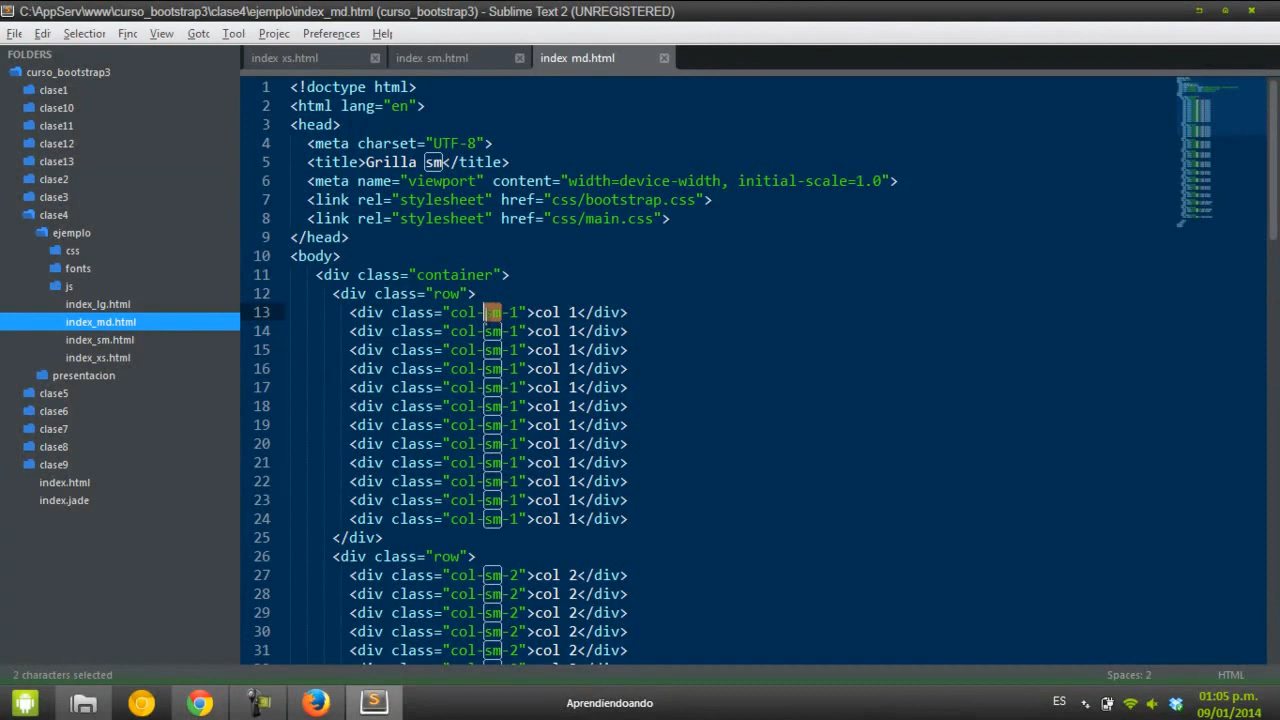 C:\AppServ\www\curso_bootstrap3\clase4\ejemplo\index_md.html (curso_bootstrap3) - Sublime Text 2 (UNREGISTERED)
File Edit Selection Find View Goto Tool Projec Preferences Help
FOLDERS
curso_bootstrap3
clase1
clase10
clase11
clase12
clase13
clase2
clase3
clase4
ejemplo
css
fonts
js
index_lg.html
index_md.html
index_sm.html
index_xs.html
presentacion
clase5
clase6
clase7
clase8
clase9
index.html
index.jade
index xs.html
index sm.html
index md.html
1 <!doctype html>
2 <html lang="en">
3 <head>
4 <meta charset="UTF-8">
5 <title>Grilla sm</title>
6 <meta name="viewport" content="width=device-width, initial-scale=1.0">
7 <link rel="stylesheet" href="css/bootstrap.css">
8 <link rel="stylesheet" href="css/main.css">
9 </head>
10 <body>
11 <div class="container">
12 <div class="row">
13 <div class="col-sm-1">col 1</div>
14 <div class="col-sm-1">col 1</div>
15 <div class="col-sm-1">col 1</div>
16 <div class="col-sm-1">col 1</div>
17 <div class="col-sm-1">col 1</div>
18 <div class="col-sm-1">col 1</div>
19 <div class="col-sm-1">col 1</div>
20 <div class="col-sm-1">col 1</div>
21 <div class="col-sm-1">col 1</div>
22 <div class="col-sm-1">col 1</div>
23 <div class="col-sm-1">col 1</div>
24 <div class="col-sm-1">col 1</div>
25 </div>
26 <div class="row">
27 <div class="col-sm-2">col 2</div>
28 <div class="col-sm-2">col 2</div>
29 <div class="col-sm-2">col 2</div>
30 <div class="col-sm-2">col 2</div>
31 <div class="col-sm-2">col 2</div>
2 characters selected
Spaces: 2
HTML
Aprendiendoando
ES
01:05 p.m.
09/01/2014